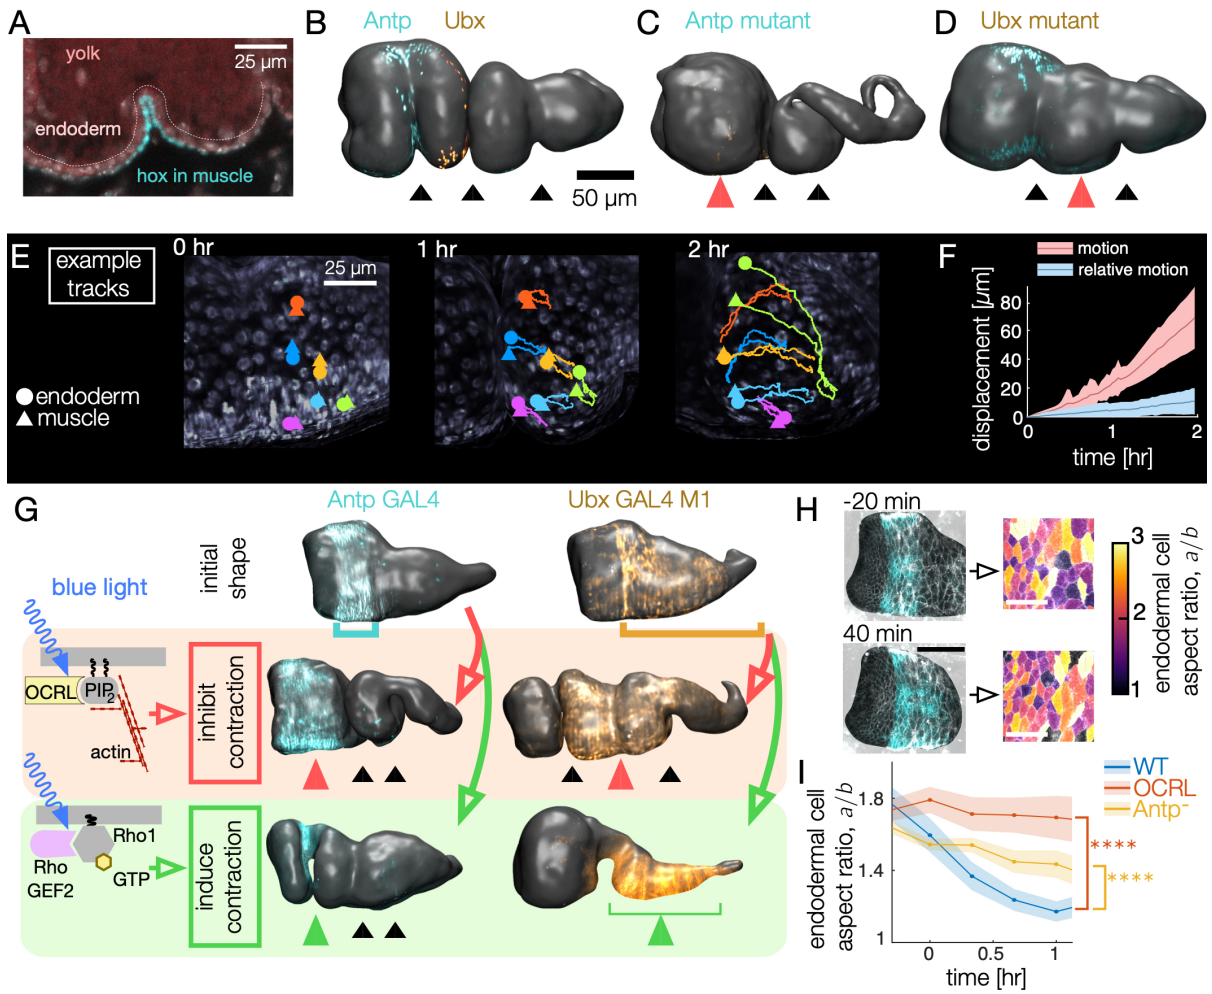 A
yolk
25 µm
endoderm
hox in muscle
B
Antp Ubx
50 µm
C
Antp mutant
D
Ubx mutant
E
example
tracks
0 hr
25 µm
1 hr
2 hr
endoderm
muscle
F
motion
relative motion
displacement [µm]
80
60
40
20
0
0 1 2
time [hr]
G
Antp GAL4
Ubx GAL4 M1
initial
shape
blue light
OCRL
PIP2
actin
inhibit
contraction
Rho1
Rho
GEF2
GTP
induce
contraction
H
-20 min
40 min
3
2
1
endodermal cell
aspect ratio, a/b
I
WT
OCRL
Antp-
endodermal cell
aspect ratio, a/b
1.8
1.4
1
0 0.5 1
time [hr]
****
****